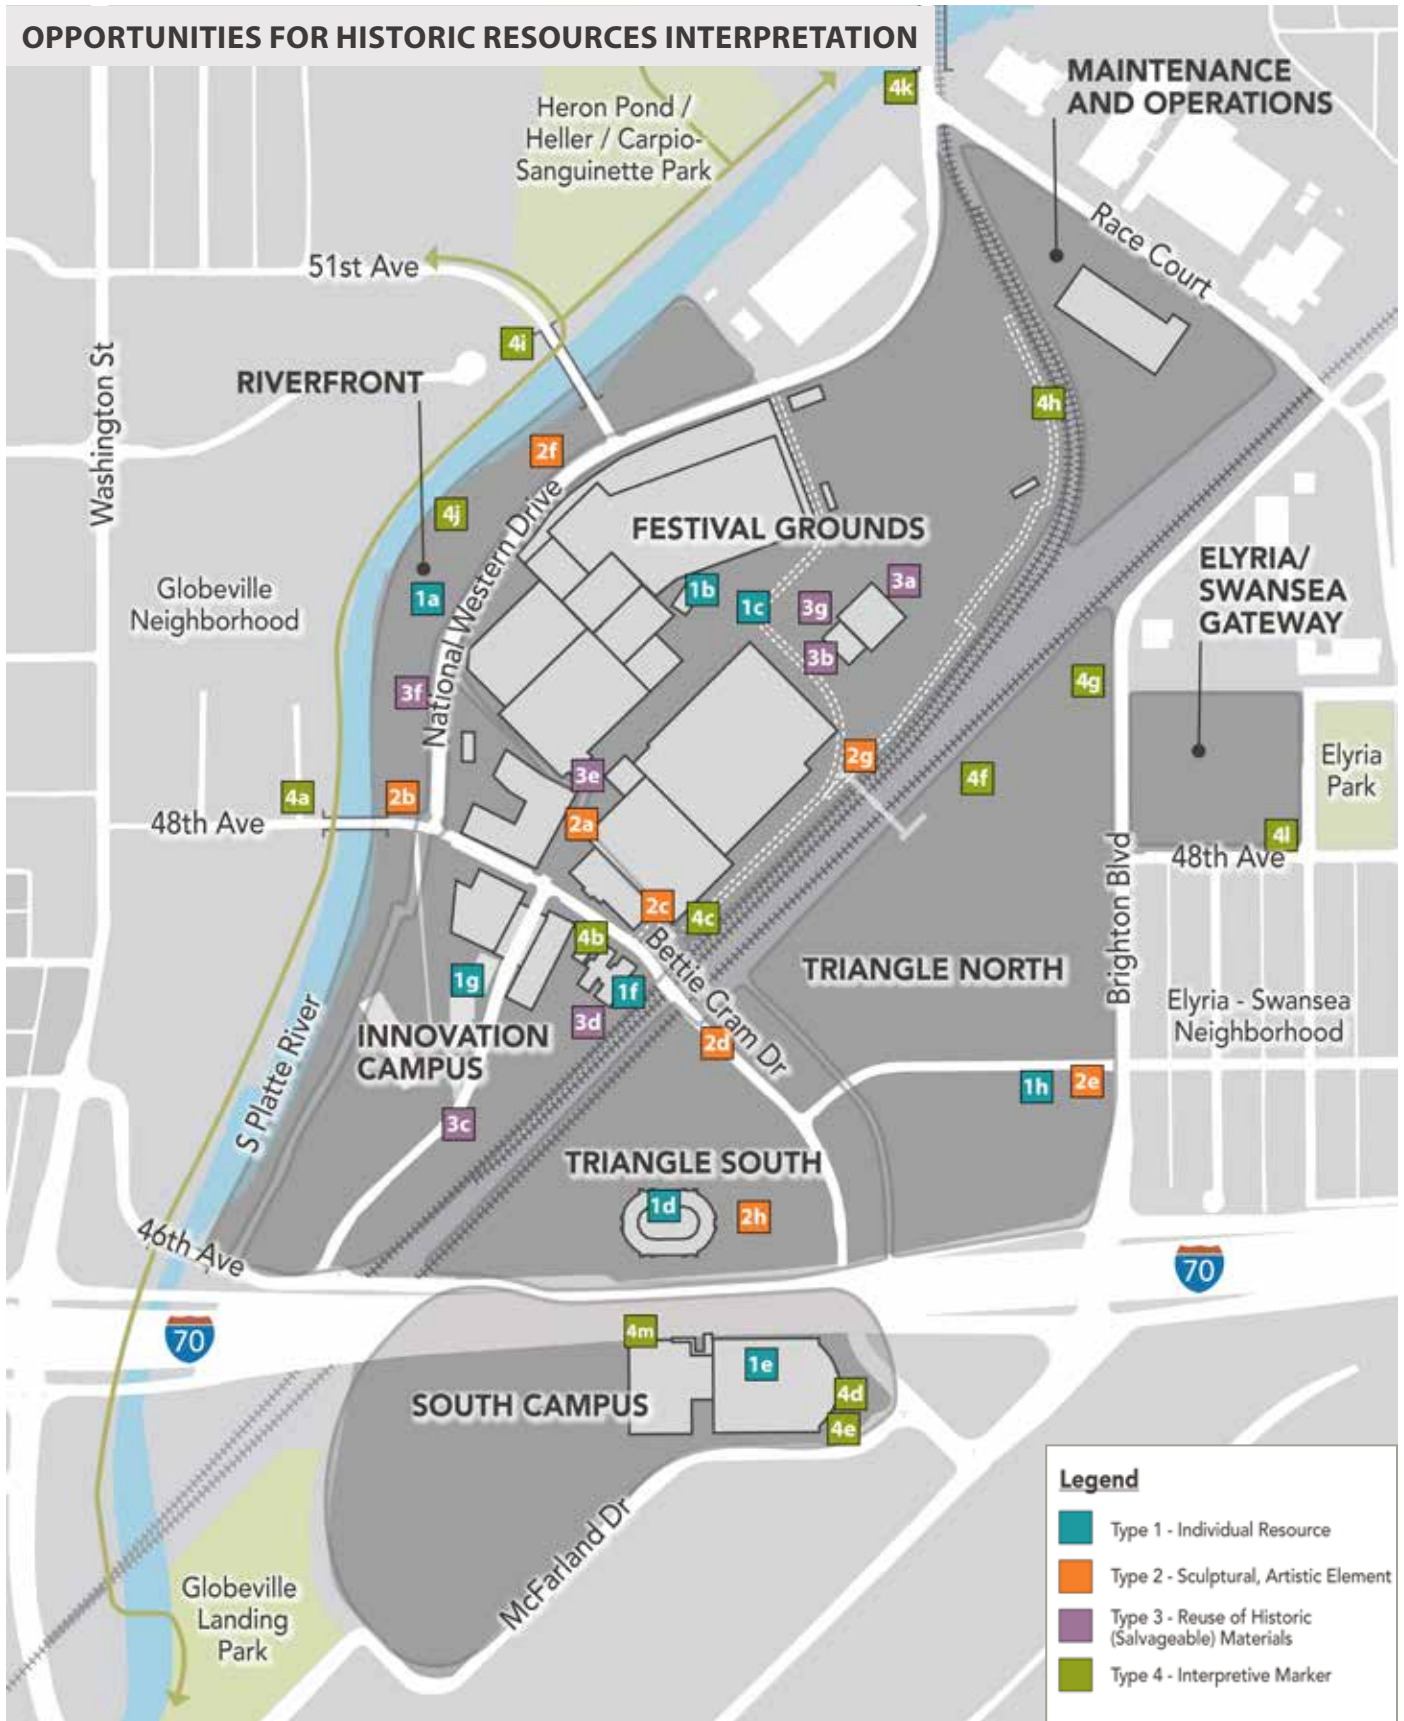 OPPORTUNITIES FOR HISTORIC RESOURCES INTERPRETATION
MAINTENANCE
AND OPERATIONS
4k
Heron Pond /
Heller / Carpio-
Sanguinette Park
Race Court
51st Ave
4i
RIVERFRONT
4h
Washington St
2f
4j
National Western Drive
FESTIVAL GROUNDS
ELYRIA/
SWANSEA
GATEWAY
Globeville
Neighborhood
1a
1b
1c
3g
3a
3b
3f
4g
2g
4f
Elyria
Park
3e
4a
2b
48th Ave
2a
4l
48th Ave
Brighton Blvd
2c
4c
4b
Bettie Cram Dr
TRIANGLE NORTH
1g
1f
3d
Elyria - Swansea
Neighborhood
INNOVATION
CAMPUS
2d
S Platte River
1h
2e
3c
TRIANGLE SOUTH
1d
2h
46th Ave
70
70
4m
1e
SOUTH CAMPUS
4d
4e
McFarland Dr
Globeville
Landing
Park
Legend
Type 1 - Individual Resource
Type 2 - Sculptural, Artistic Element
Type 3 - Reuse of Historic
(Salvageable) Materials
Type 4 - Interpretive Marker